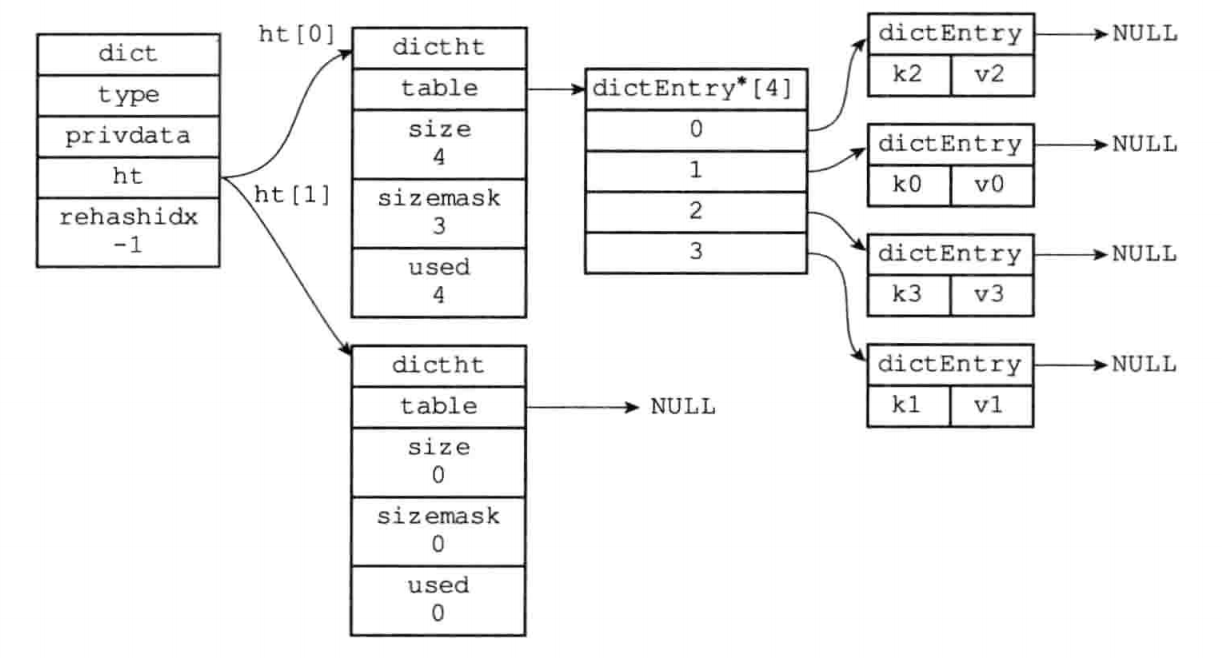 dict
type
privdata
ht
rehashidx
-1
ht[0]
ht[1]
dictht
table
size
4
sizemask
3
used
4
dictht
table
size
0
sizemask
0
used
0
NULL
dictEntry*[4]
0
1
2
3
dictEntry
k2 v2
NULL
dictEntry
k0 v0
NULL
dictEntry
k3 v3
NULL
dictEntry
k1 v1
NULL